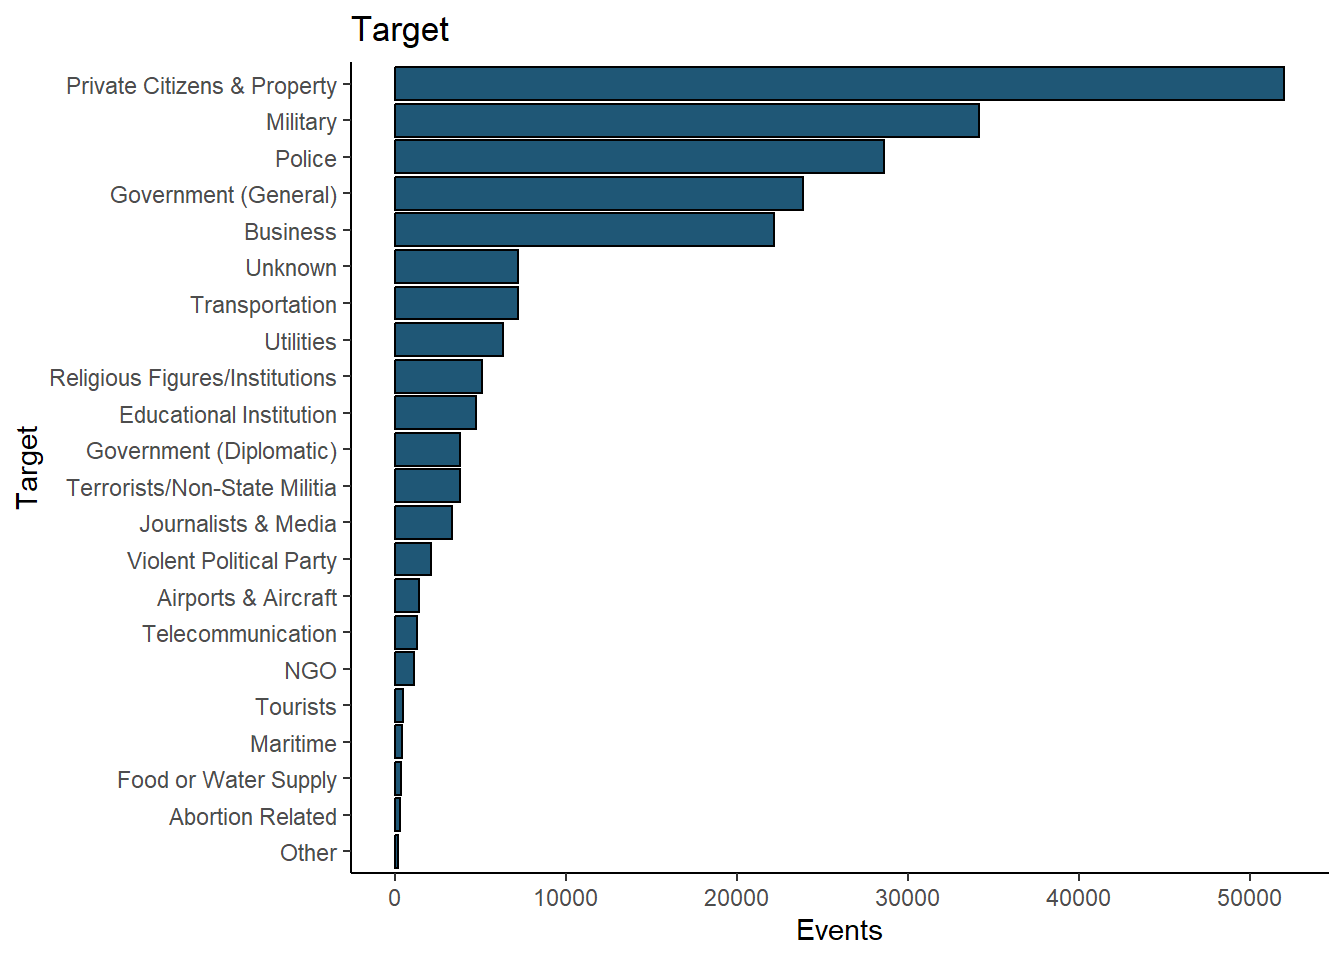 Target
Private Citizens & Property
Military
Police
Government (General)
Business
Unknown
Transportation
Utilities
Religious Figures/Institutions
Educational Institution
Government (Diplomatic)
Terrorists/Non-State Militia
Journalists & Media
Violent Political Party
Airports & Aircraft
Telecommunication
NGO
Tourists
Maritime
Food or Water Supply
Abortion Related
Other
Target
0 10000 20000 30000 40000 50000
Events